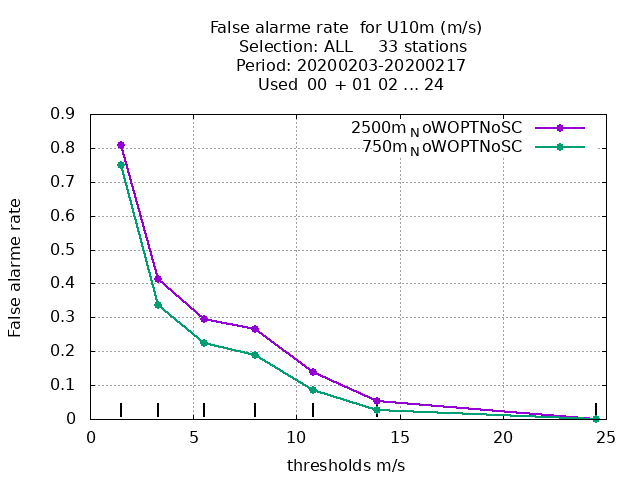 False alarme rate for U10m (m/s)
Selection: ALL 33 stations
Period: 20200203-20200217
Used 00 + 01 02 ... 24
2500m_NoWOPTNoSC
750m_NoWOPTNoSC
False alarme rate
0.9
0.8
0.7
0.6
0.5
0.4
0.3
0.2
0.1
0
0 5 10 15 20 25
thresholds m/s